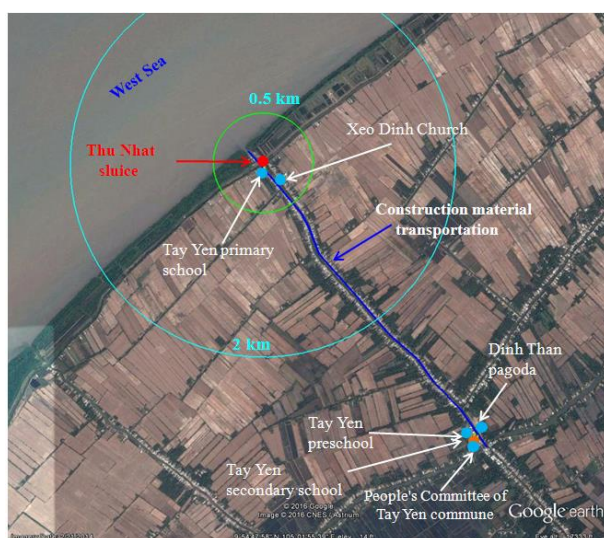 West Sea
0.5 km
Xeo Dinh Church
Thu Nhat
sluice
Construction material
transportation
Tay Yen primary
school
2 km
Dinh Than
pagoda
Tay Yen
preschool
Tay Yen
secondary school
People's Committee of
Tay Yen commune
© 2016 Google
Image © 2016 CNES / Astrium
Google earth